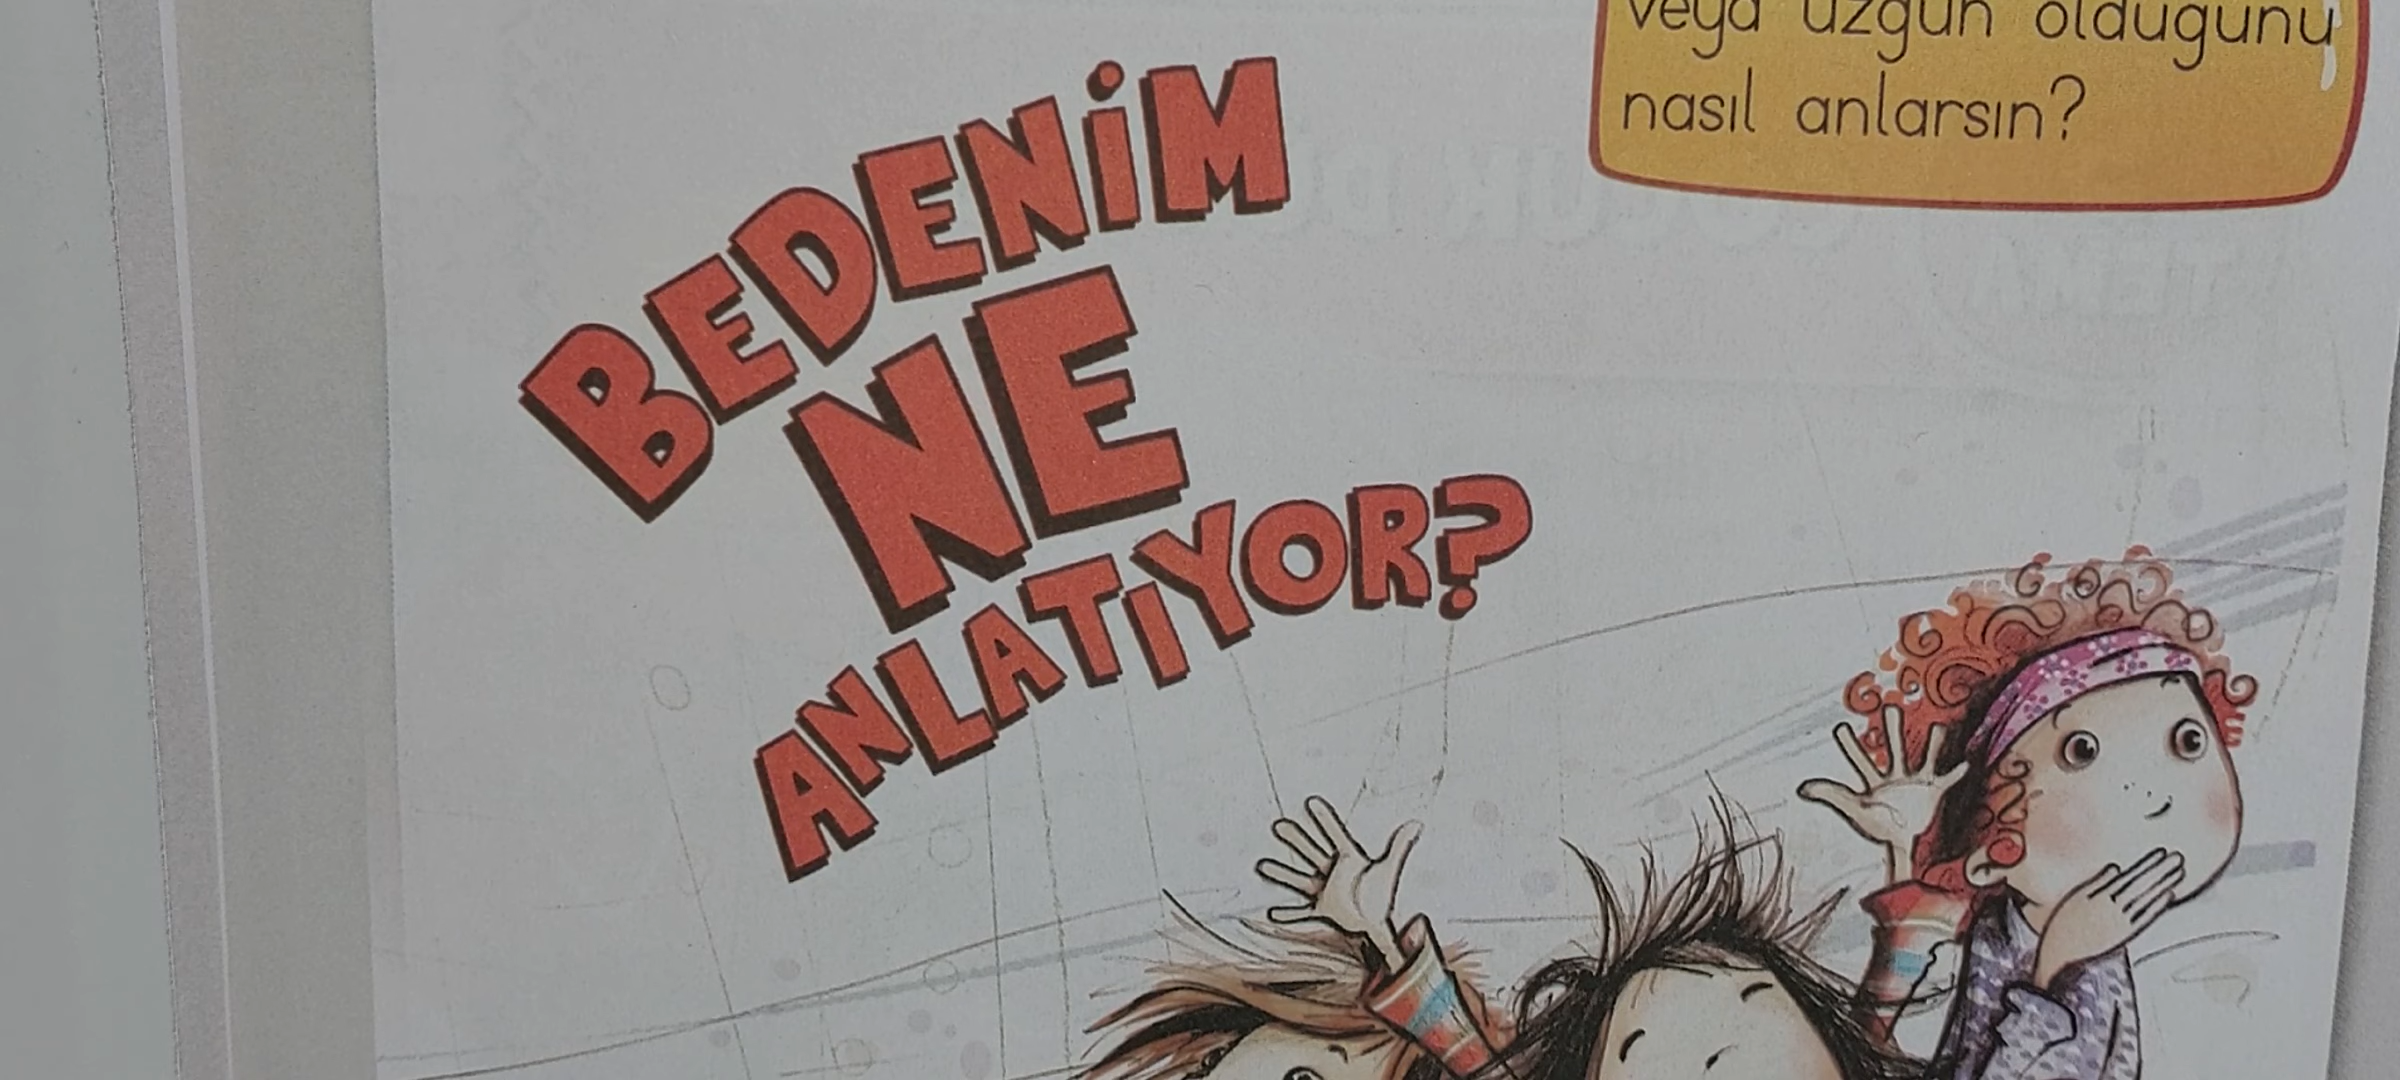 veya üzgün olduğunu
nasıl anlarsın?
BEDENİM
NE
ANLATIYOR?